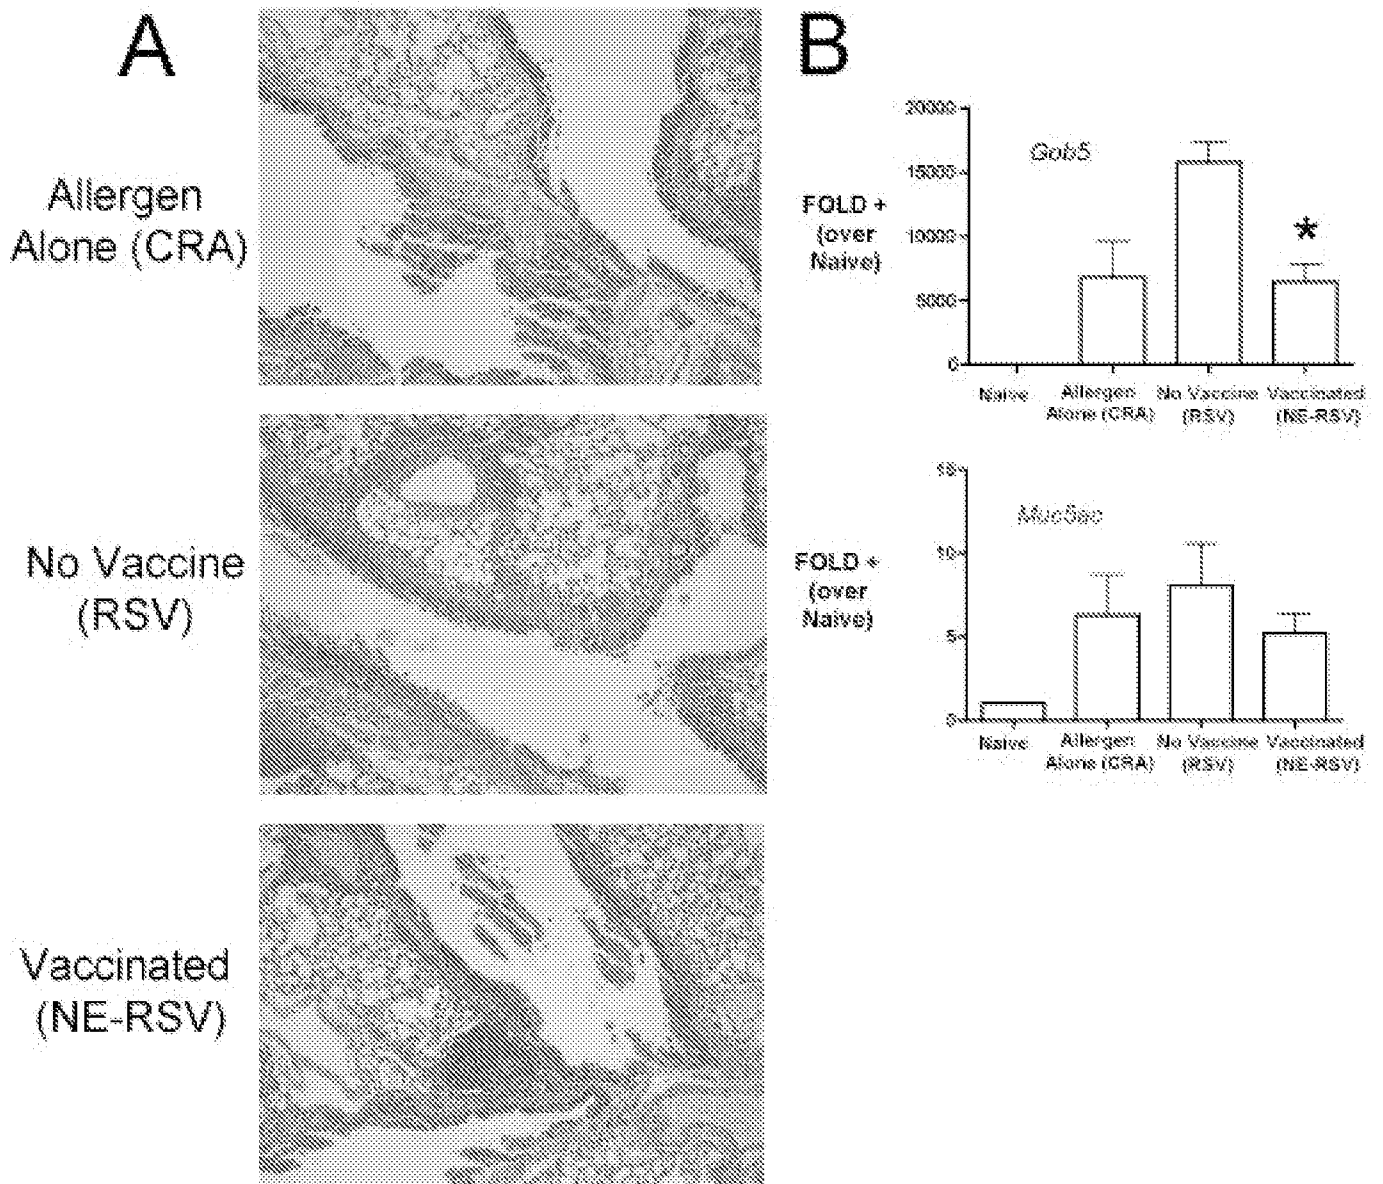 A
Allergen
Alone (CRA)
No Vaccine
(RSV)
Vaccinated
(NE-RSV)
B
20000
15000
10000
5000
0
FOLD +
(over
Naive)
Gob5
*
Naive
Allergen
Alone (CRA)
No Vaccine
(RSV)
Vaccinated
(NE-RSV)
15
10
5
0
FOLD +
(over
Naive)
Muc5ac
Naive
Allergen
Alone (CRA)
No Vaccine
(RSV)
Vaccinated
(NE-RSV)